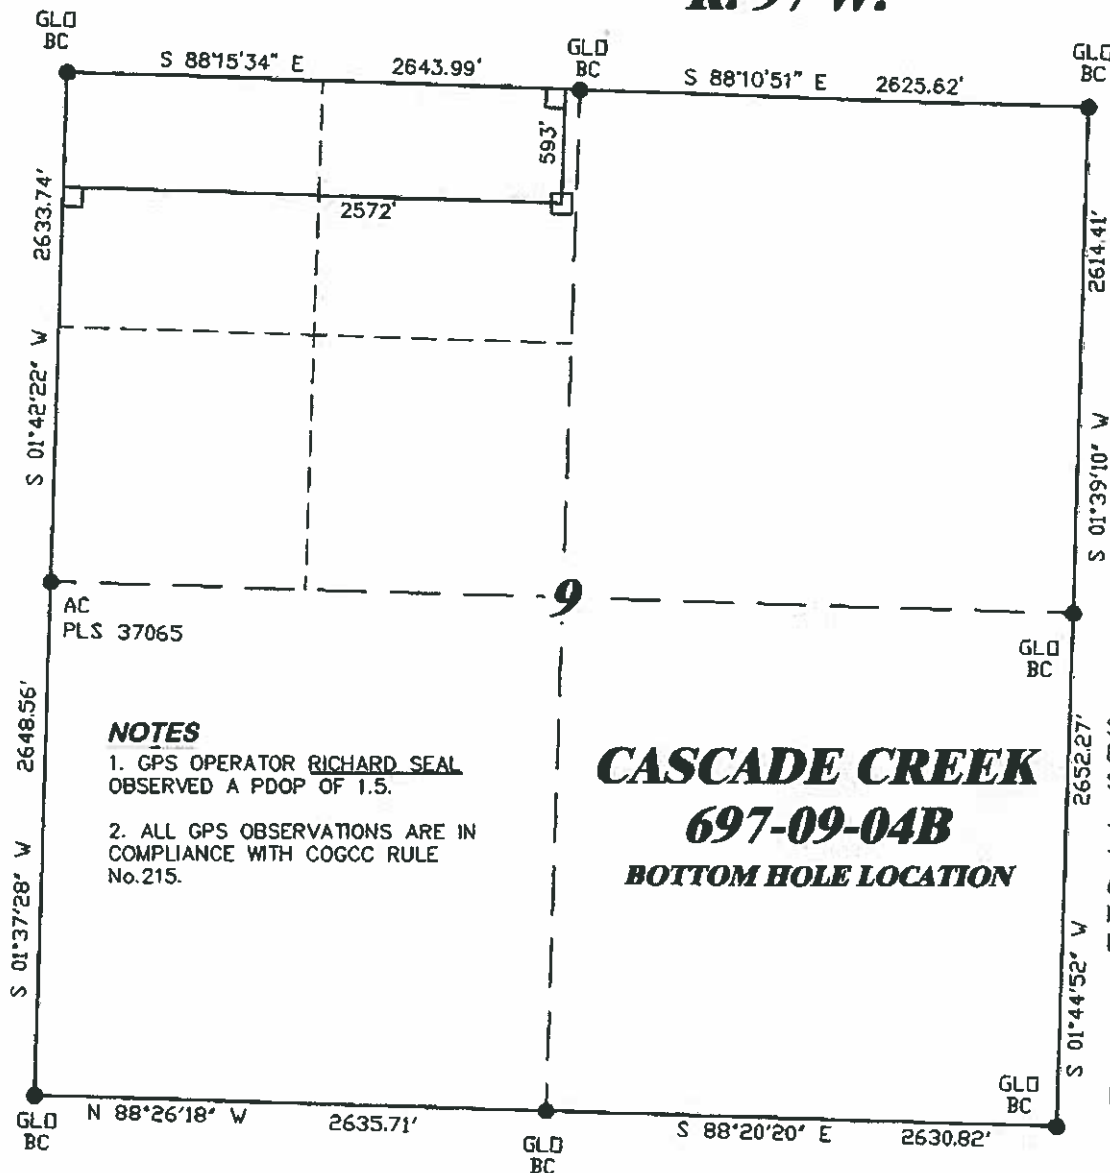 R. 97 W.
GLO
BC
S 88°15'34" E
2643.99'
GLO
BC
S 88°10'51" E
2625.62'
GLO
BC
593'
2572'
2633.74'
S 01°42'22" W
2614.41'
S 01°39'10" W
9
AC
PLS 37065
GLO
BC
2648.56'
S 01°37'28" W
NOTES
1. GPS OPERATOR RICHARD SEAL
OBSERVED A PDOP OF 1.5.
2. ALL GPS OBSERVATIONS ARE IN
COMPLIANCE WITH COGCC RULE
No.215.
CASCADE CREEK
697-09-04B
BOTTOM HOLE LOCATION
2652.27'
S 01°44'52" W
GLO
BC
GLO
BC
N 88°26'18" W
2635.71'
GLO
BC
S 88°20'20" E
2630.82'